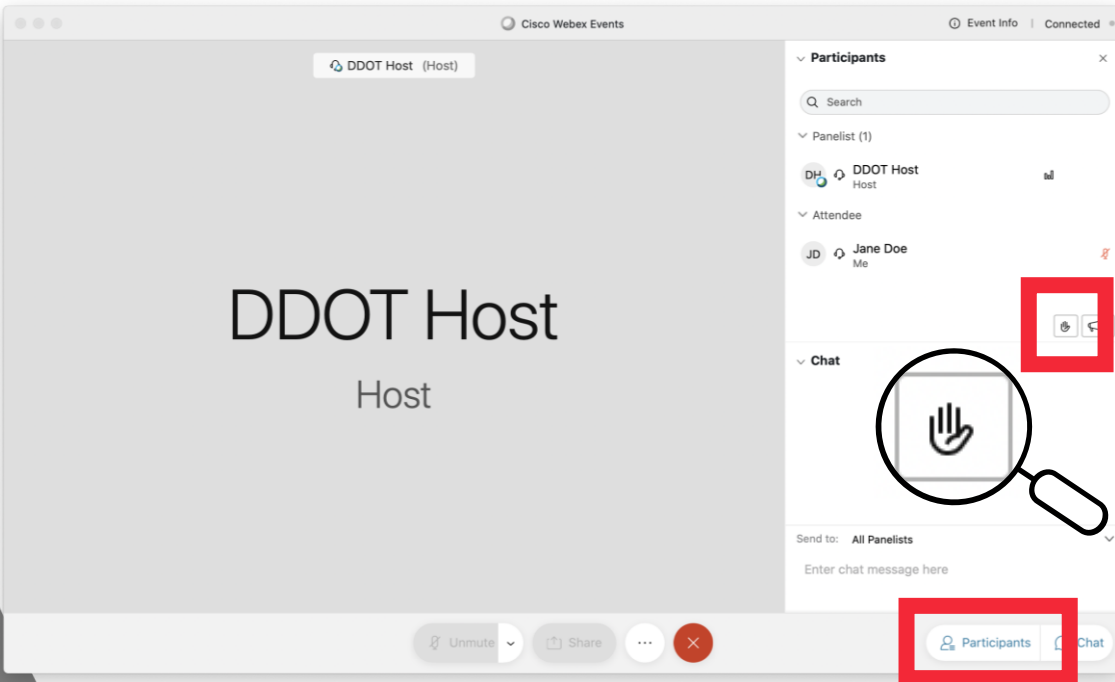 Cisco Webex Events
Event Info | Connected
DDOT Host (Host)
DDOT Host
Host
Participants
Search
Panelist (1)
DH
DDOT Host
Host
Attendee
JD
Jane Doe
Me
Chat
Send to: All Panelists
Enter chat message here
Unmute
Share
Participants
Chat